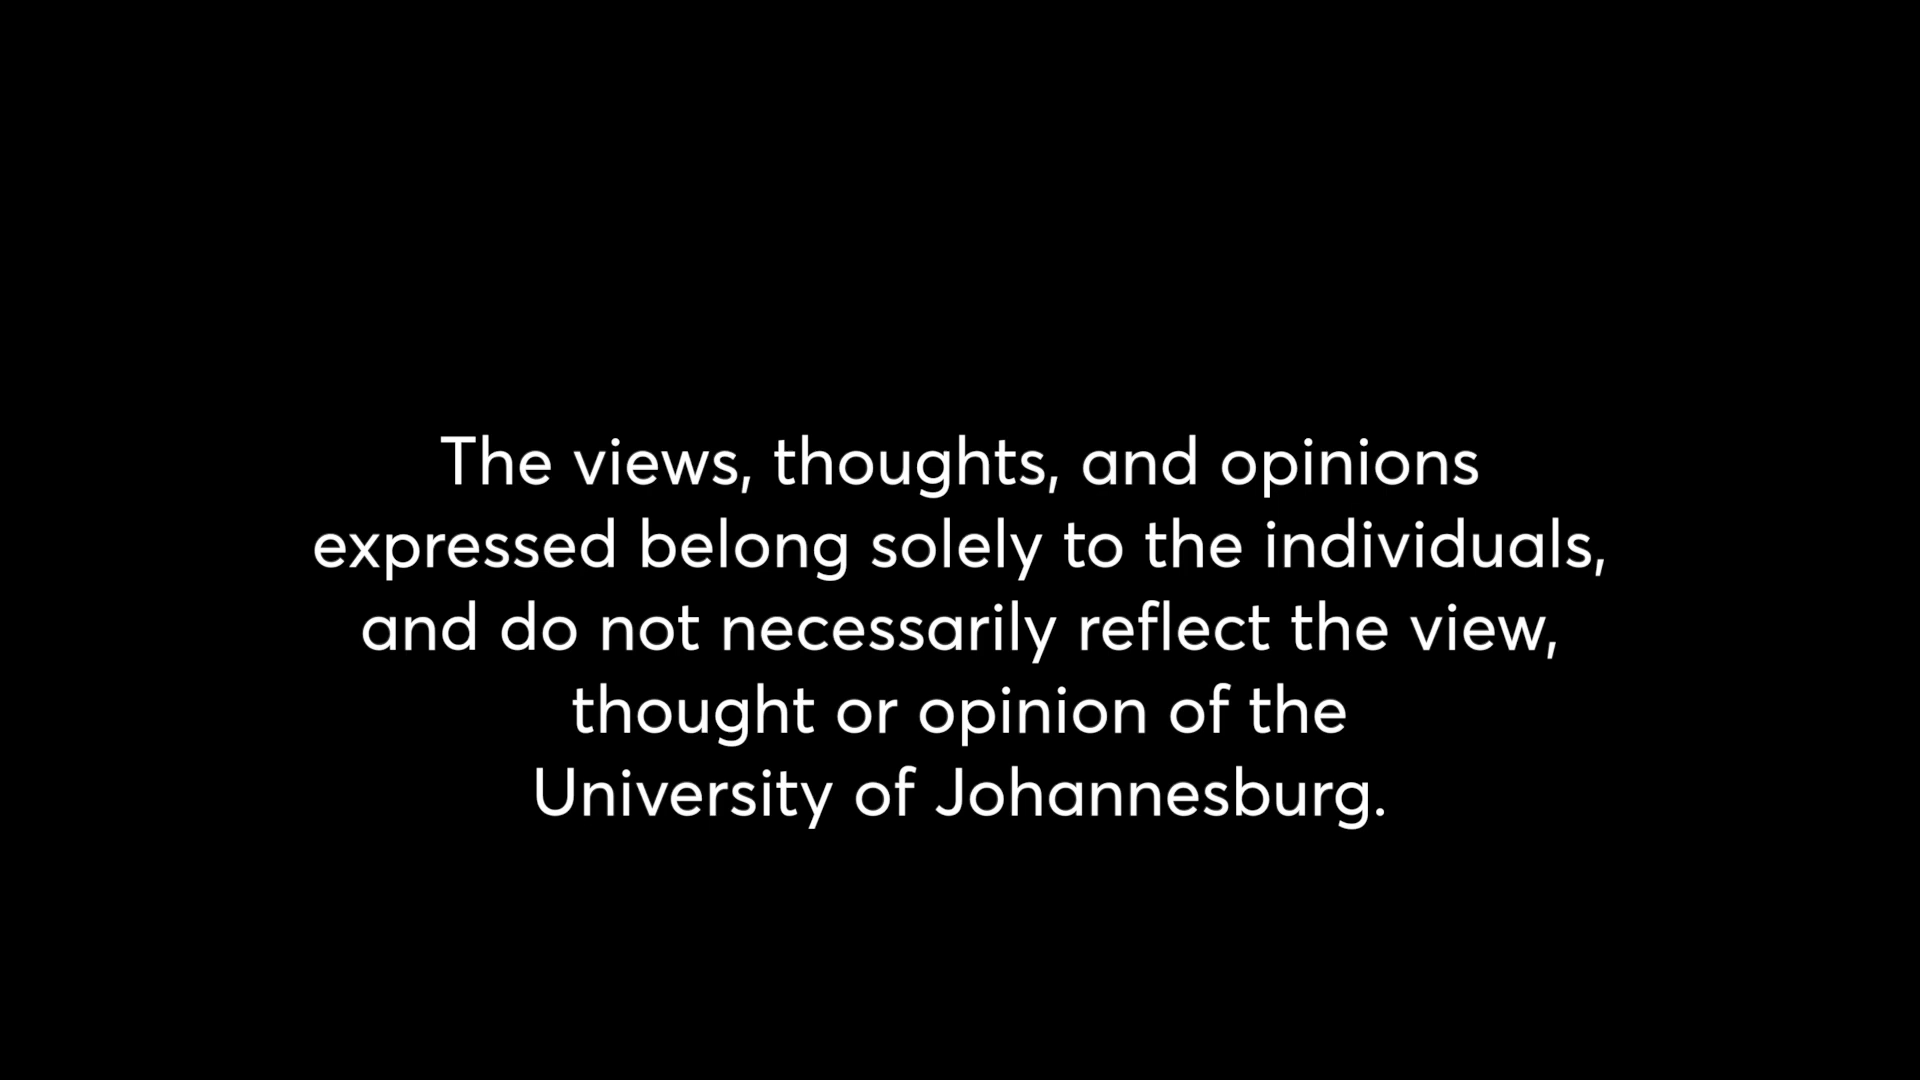 The views, thoughts, and opinions
expressed belong solely to the individuals,
and do not necessarily reflect the view,
thought or opinion of the
University of Johannesburg.